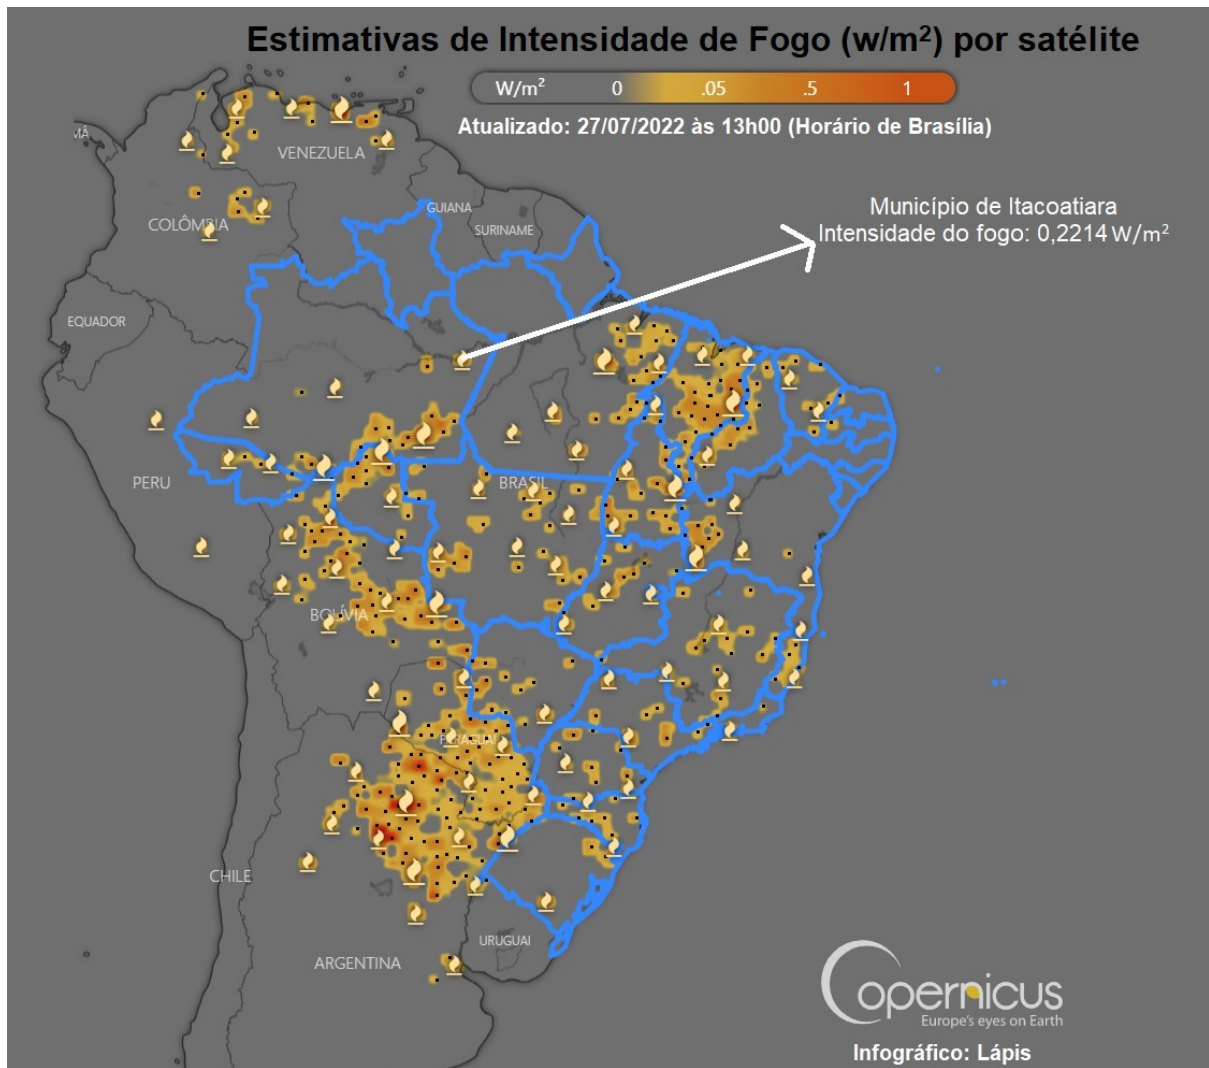 Estimativas de Intensidade de Fogo (w/m²) por satélite
W/m² 0 .05 .5 1
Atualizado: 27/07/2022 às 13h00 (Horário de Brasília)
VENEZUELA
Município de Itacoatiara
Intensidade do fogo: 0,2214 W/m²
GUIANA
COLÔMBIA
SURINAME
EQUADOR
PERU
BRASIL
BOLÍVIA
PARAGUAI
CHILE
URUGUAI
ARGENTINA
Copernicus
Europe's eyes on Earth
Infográfico: Lápis